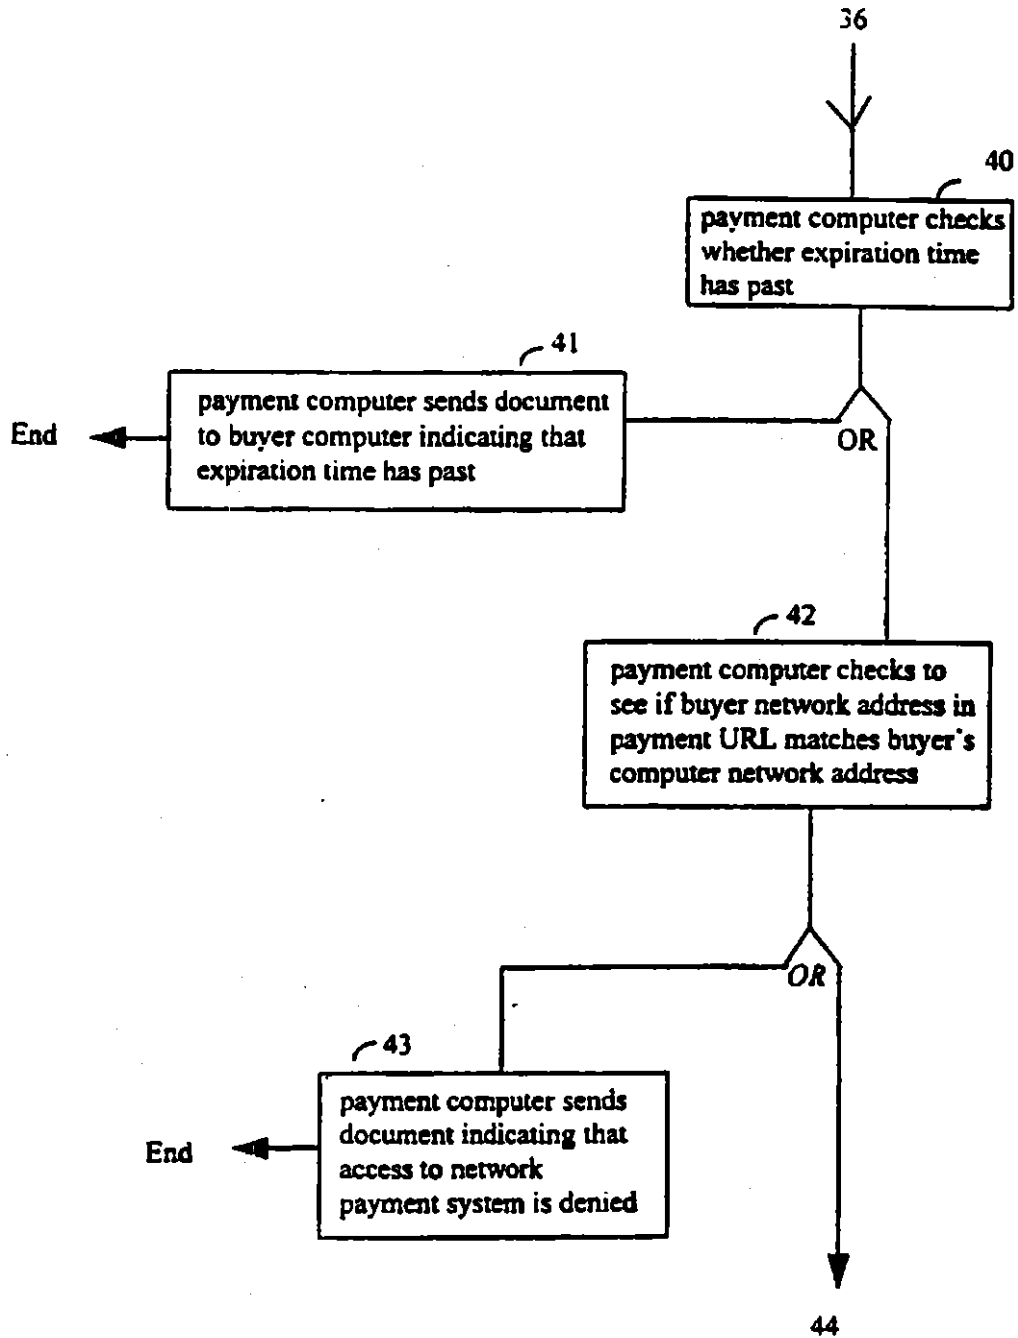 36
40
payment computer checks
whether expiration time
has past
41
payment computer sends document
to buyer computer indicating that
expiration time has past
End
OR
42
payment computer checks to
see if buyer network address in
payment URL matches buyer's
computer network address
OR
43
payment computer sends
document indicating that
access to network
payment system is denied
End
44